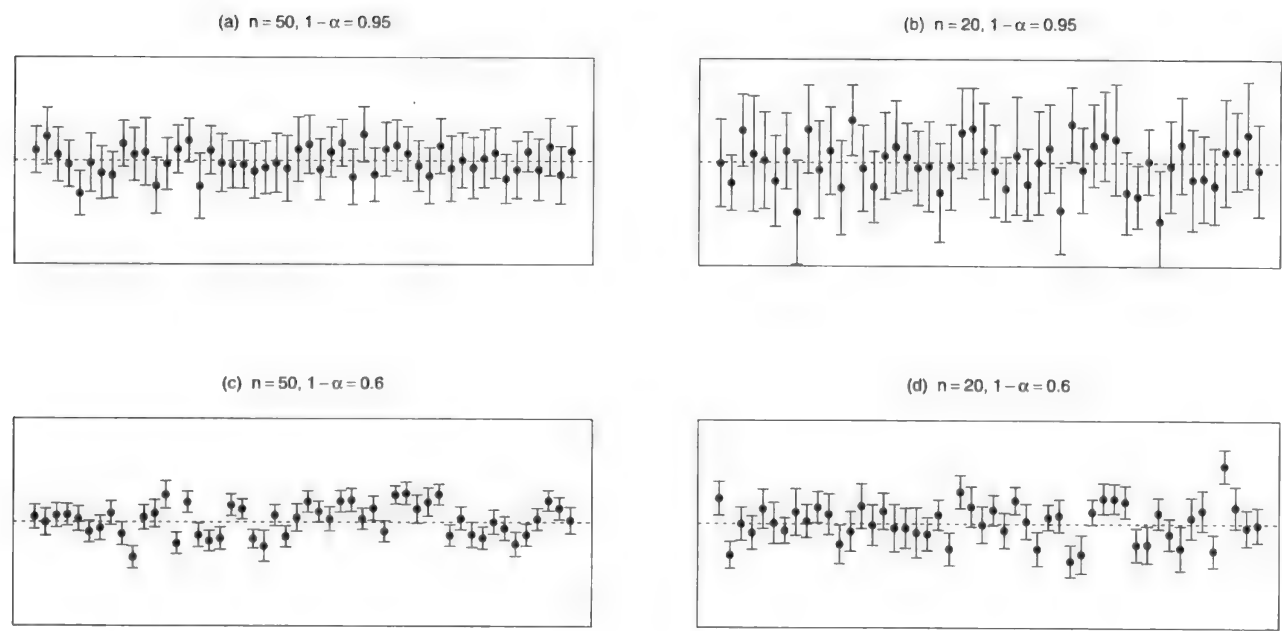 (a) n = 50, 1 − α = 0.95
(b) n = 20, 1 − α = 0.95
(c) n = 50, 1 − α = 0.6
(d) n = 20, 1 − α = 0.6